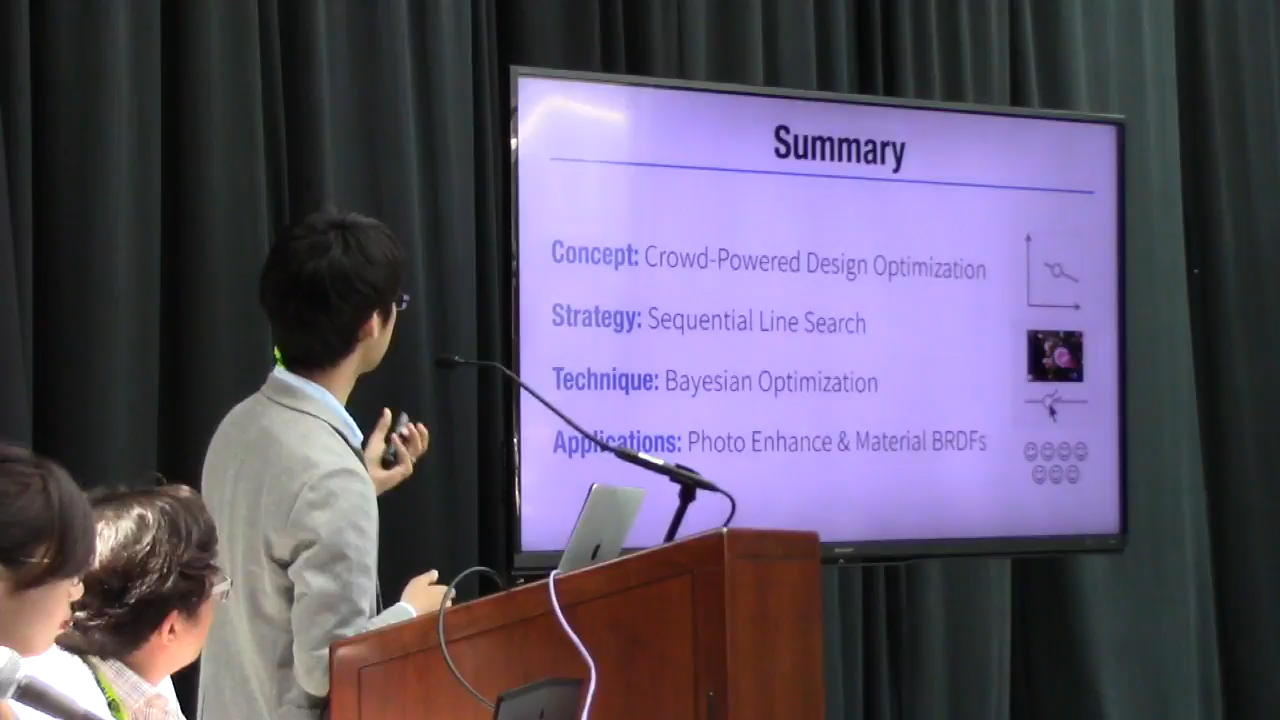 Summary
Concept: Crowd-Powered Design Optimization
Strategy: Sequential Line Search
Technique: Bayesian Optimization
Applications: Photo Enhance & Material BRDFs